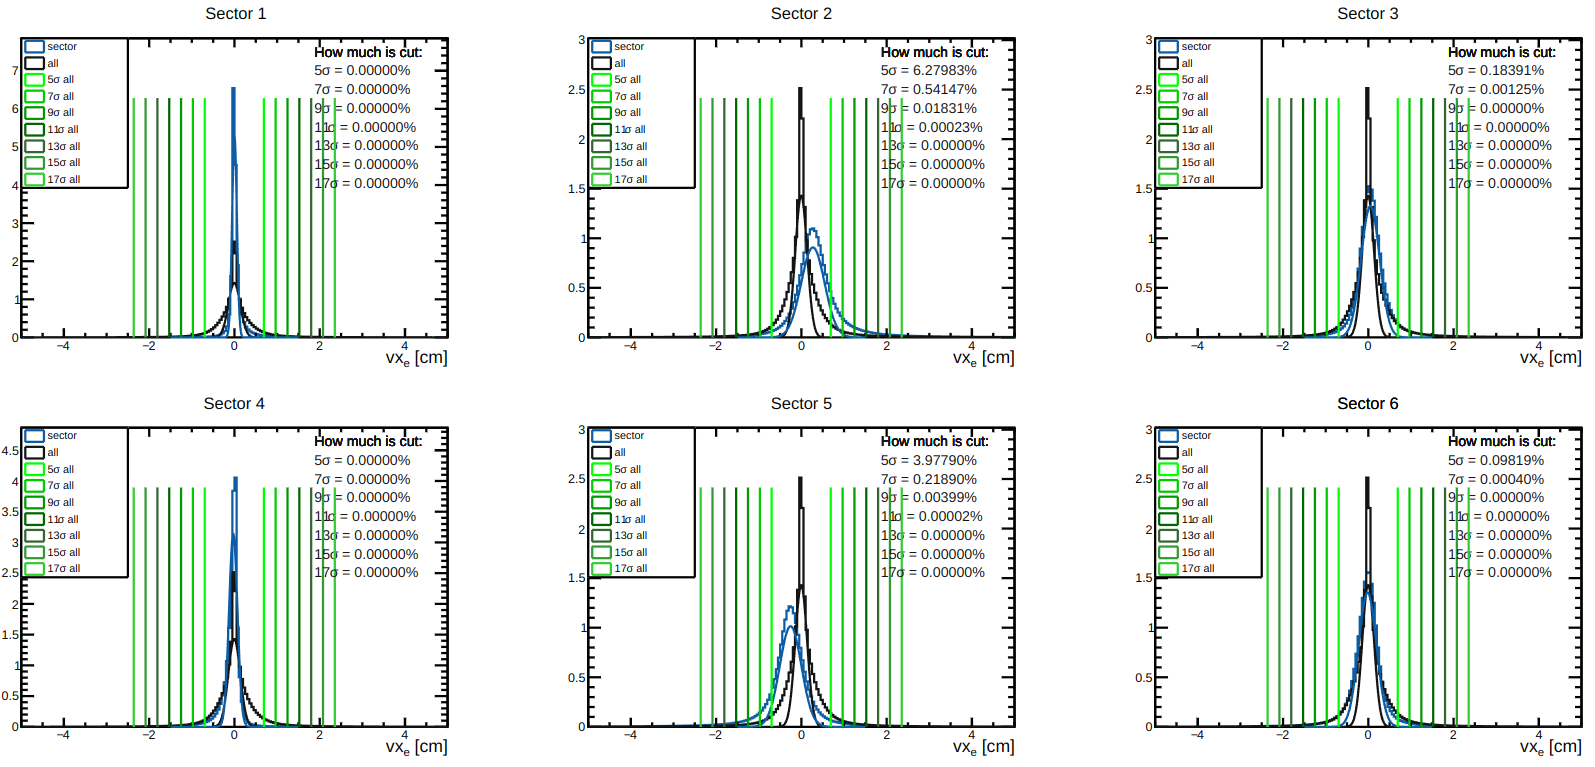 Sector 1
sector
all
5σ all
7σ all
9σ all
11σ all
13σ all
15σ all
17σ all
How much is cut:
5σ = 0.00000%
7σ = 0.00000%
9σ = 0.00000%
11σ = 0.00000%
13σ = 0.00000%
15σ = 0.00000%
17σ = 0.00000%
7
6
5
4
3
2
1
0
−4 −2 0 2 4
vxe [cm]
Sector 2
sector
all
5σ all
7σ all
9σ all
11σ all
13σ all
15σ all
17σ all
How much is cut:
5σ = 6.27983%
7σ = 0.54147%
9σ = 0.01831%
11σ = 0.00023%
13σ = 0.00000%
15σ = 0.00000%
17σ = 0.00000%
3
2.5
2
1.5
1
0.5
0
−4 −2 0 2 4
vxe [cm]
Sector 3
sector
all
5σ all
7σ all
9σ all
11σ all
13σ all
15σ all
17σ all
How much is cut:
5σ = 0.18391%
7σ = 0.00125%
9σ = 0.00000%
11σ = 0.00000%
13σ = 0.00000%
15σ = 0.00000%
17σ = 0.00000%
3
2.5
2
1.5
1
0.5
0
−4 −2 0 2 4
vxe [cm]
Sector 4
sector
all
5σ all
7σ all
9σ all
11σ all
13σ all
15σ all
17σ all
How much is cut:
5σ = 0.00000%
7σ = 0.00000%
9σ = 0.00000%
11σ = 0.00000%
13σ = 0.00000%
15σ = 0.00000%
17σ = 0.00000%
4.5
4
3.5
3
2.5
2
1.5
1
0.5
0
−4 −2 0 2 4
vxe [cm]
Sector 5
sector
all
5σ all
7σ all
9σ all
11σ all
13σ all
15σ all
17σ all
How much is cut:
5σ = 3.97790%
7σ = 0.21890%
9σ = 0.00399%
11σ = 0.00002%
13σ = 0.00000%
15σ = 0.00000%
17σ = 0.00000%
3
2.5
2
1.5
1
0.5
0
−4 −2 0 2 4
vxe [cm]
Sector 6
sector
all
5σ all
7σ all
9σ all
11σ all
13σ all
15σ all
17σ all
How much is cut:
5σ = 0.09819%
7σ = 0.00040%
9σ = 0.00000%
11σ = 0.00000%
13σ = 0.00000%
15σ = 0.00000%
17σ = 0.00000%
3
2.5
2
1.5
1
0.5
0
−4 −2 0 2 4
vxe [cm]